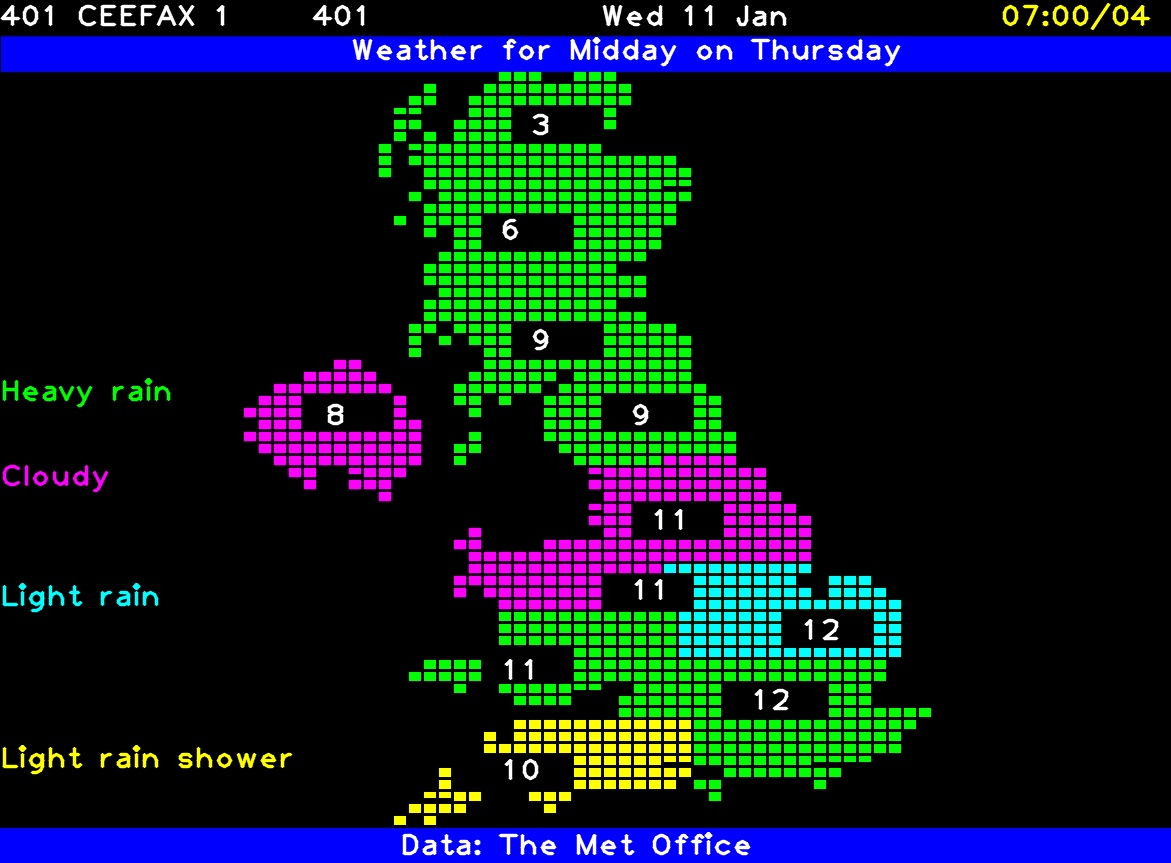 401 CEEFAX 1 401 Wed 11 Jan 07:00/04
Weather for Midday on Thursday
3
6
9
Heavy rain
8 9
Cloudy
11
11
Light rain
12
11
12
Light rain shower
10
Data: The Met Office